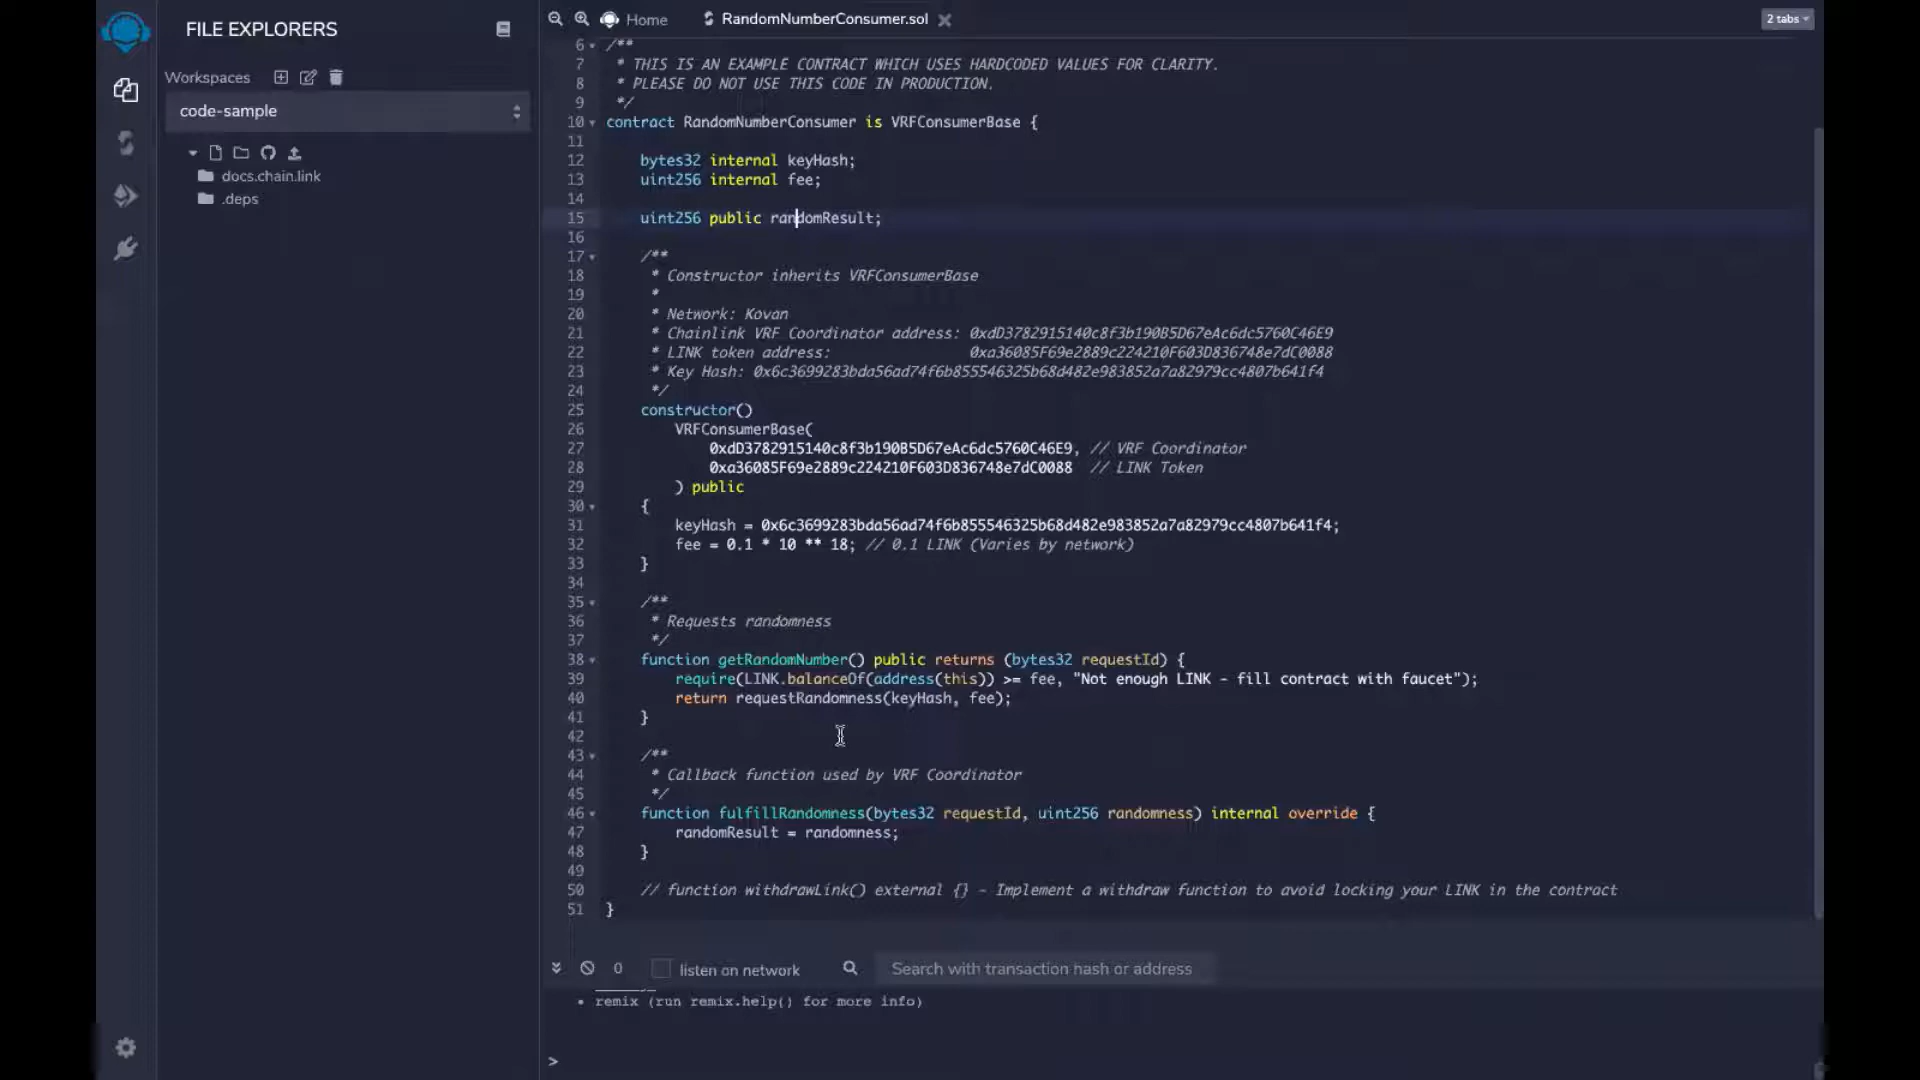 FILE EXPLORERS
Workspaces
code-sample
docs.chain.link
.deps
Home
RandomNumberConsumer.sol
2 tabs
6 /**
7 * THIS IS AN EXAMPLE CONTRACT WHICH USES HARDCODED VALUES FOR CLARITY.
8 * PLEASE DO NOT USE THIS CODE IN PRODUCTION.
9 */
10 contract RandomNumberConsumer is VRFConsumerBase {
11
12 bytes32 internal keyHash;
13 uint256 internal fee;
14
15 uint256 public randomResult;
16
17 /**
18 * Constructor inherits VRFConsumerBase
19 *
20 * Network: Kovan
21 * Chainlink VRF Coordinator address: 0xdD3782915140c8f3b190B5D67eAc6dc5760C46E9
22 * LINK token address: 0xa36085F69e2889c224210F603D836748e7dC0088
23 * Key Hash: 0x6c3699283bda56ad74f6b855546325b68d482e983852a7a82979cc4807b641f4
24 */
25 constructor()
26 VRFConsumerBase(
27 0xdD3782915140c8f3b190B5D67eAc6dc5760C46E9, // VRF Coordinator
28 0xa36085F69e2889c224210F603D836748e7dC0088 // LINK Token
29 ) public
30 {
31 keyHash = 0x6c3699283bda56ad74f6b855546325b68d482e983852a7a82979cc4807b641f4;
32 fee = 0.1 * 10 ** 18; // 0.1 LINK (Varies by network)
33 }
34
35 /**
36 * Requests randomness
37 */
38 function getRandomNumber() public returns (bytes32 requestId) {
39 require(LINK.balanceOf(address(this)) >= fee, "Not enough LINK - fill contract with faucet");
40 return requestRandomness(keyHash, fee);
41 }
42
43 /**
44 * Callback function used by VRF Coordinator
45 */
46 function fulfillRandomness(bytes32 requestId, uint256 randomness) internal override {
47 randomResult = randomness;
48 }
49
50 // function withdrawLink() external {} - Implement a withdraw function to avoid locking your LINK in the contract
51 }
0 listen on network Search with transaction hash or address
• remix (run remix.help() for more info)
>